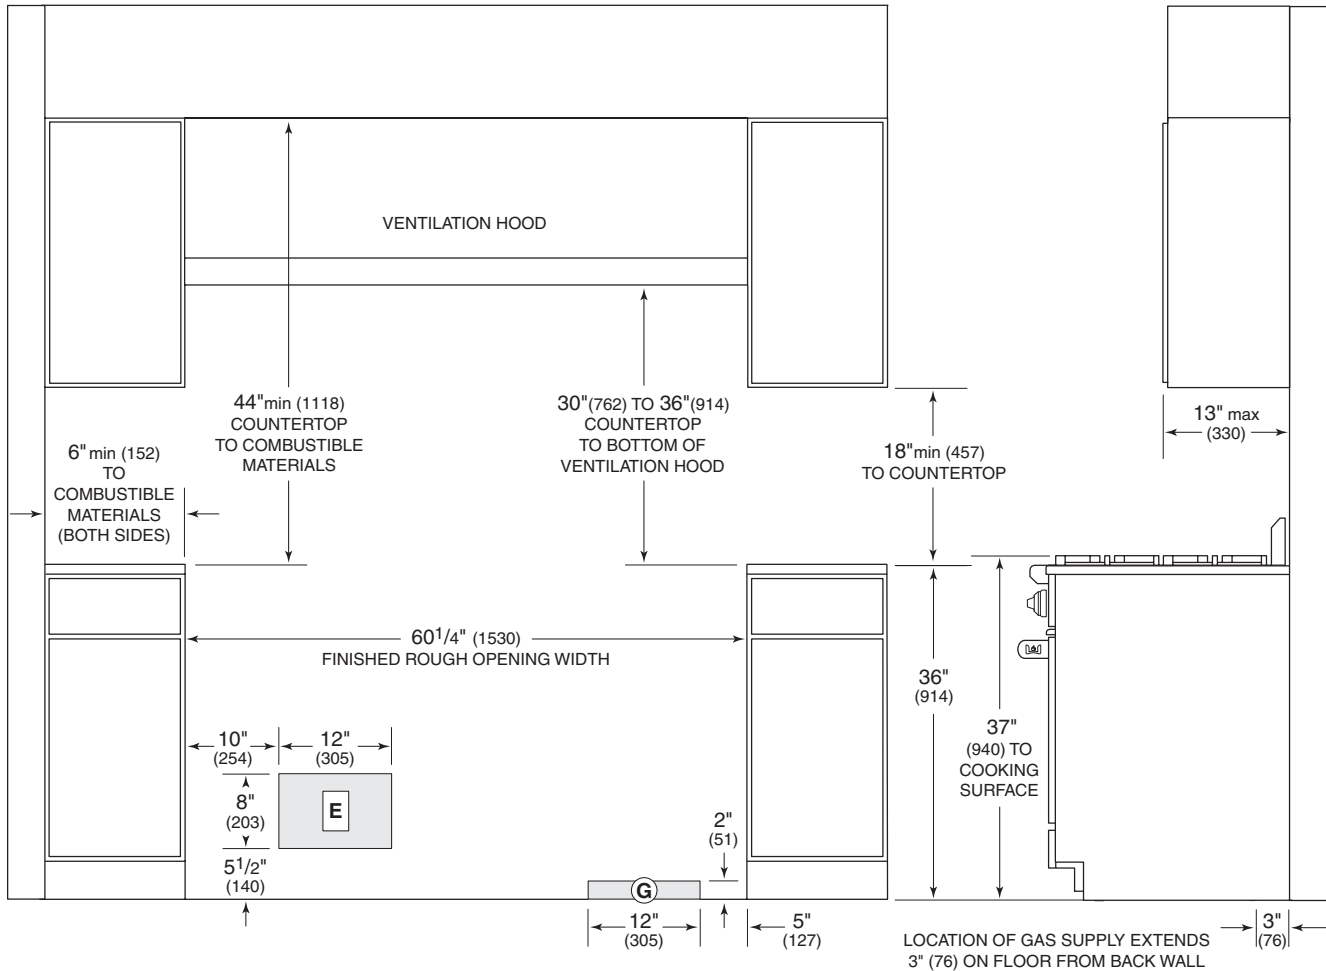 VENTILATION HOOD
44" min (1118)
COUNTERTOP
TO COMBUSTIBLE
MATERIALS
30" (762) TO 36" (914)
COUNTERTOP
TO BOTTOM OF
VENTILATION HOOD
6" min (152)
TO
COMBUSTIBLE
MATERIALS
(BOTH SIDES)
18" min (457)
TO COUNTERTOP
13" max
(330)
60 1/4" (1530)
FINISHED ROUGH OPENING WIDTH
36"
(914)
37"
(940) TO
COOKING
SURFACE
10"
(254)
12"
(305)
8"
(203)
E
5 1/2"
(140)
2"
(51)
G
12"
(305)
5"
(127)
3"
(76)
LOCATION OF GAS SUPPLY EXTENDS
3" (76) ON FLOOR FROM BACK WALL